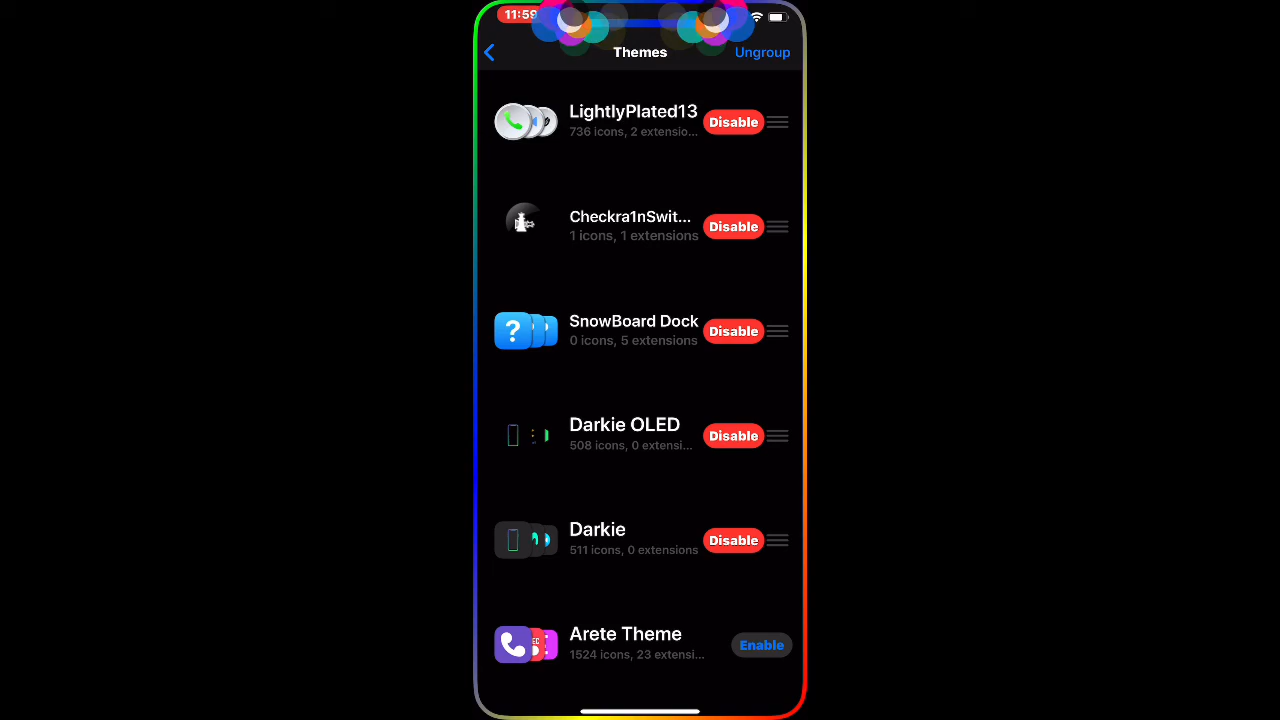 11:59
Themes
Ungroup
LightlyPlated13
736 icons, 2 extensio...
Disable
Checkra1nSwit...
1 icons, 1 extensions
Disable
?
SnowBoard Dock
0 icons, 5 extensions
Disable
Darkie OLED
508 icons, 0 extensi...
Disable
Darkie
511 icons, 0 extensions
Disable
Arete Theme
1524 icons, 23 extensi...
Enable